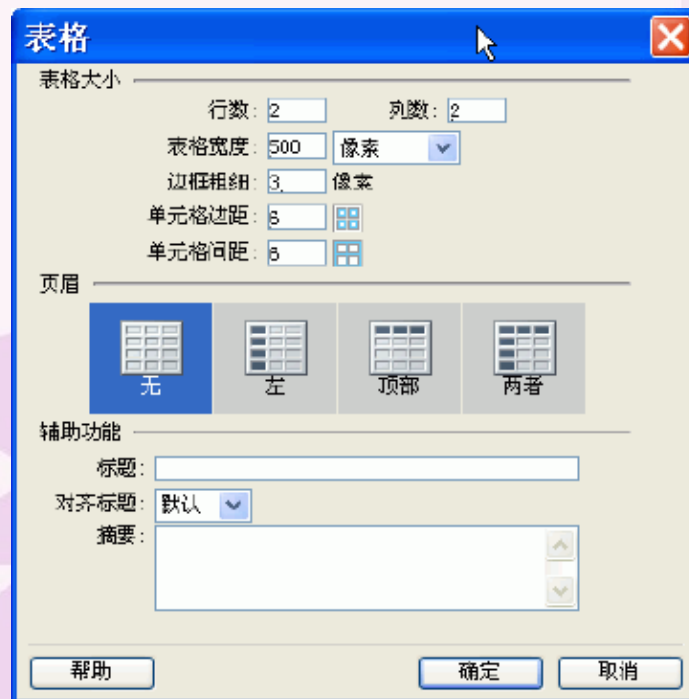 表格
表格大小
行数: 2 列数: 2
表格宽度: 500 像素
边框粗细: 3 像素
单元格边距: 6
单元格间距: 6
页眉
无 左 顶部 两者
辅助功能
标题:
对齐标题: 默认
摘要:
帮助 确定 取消